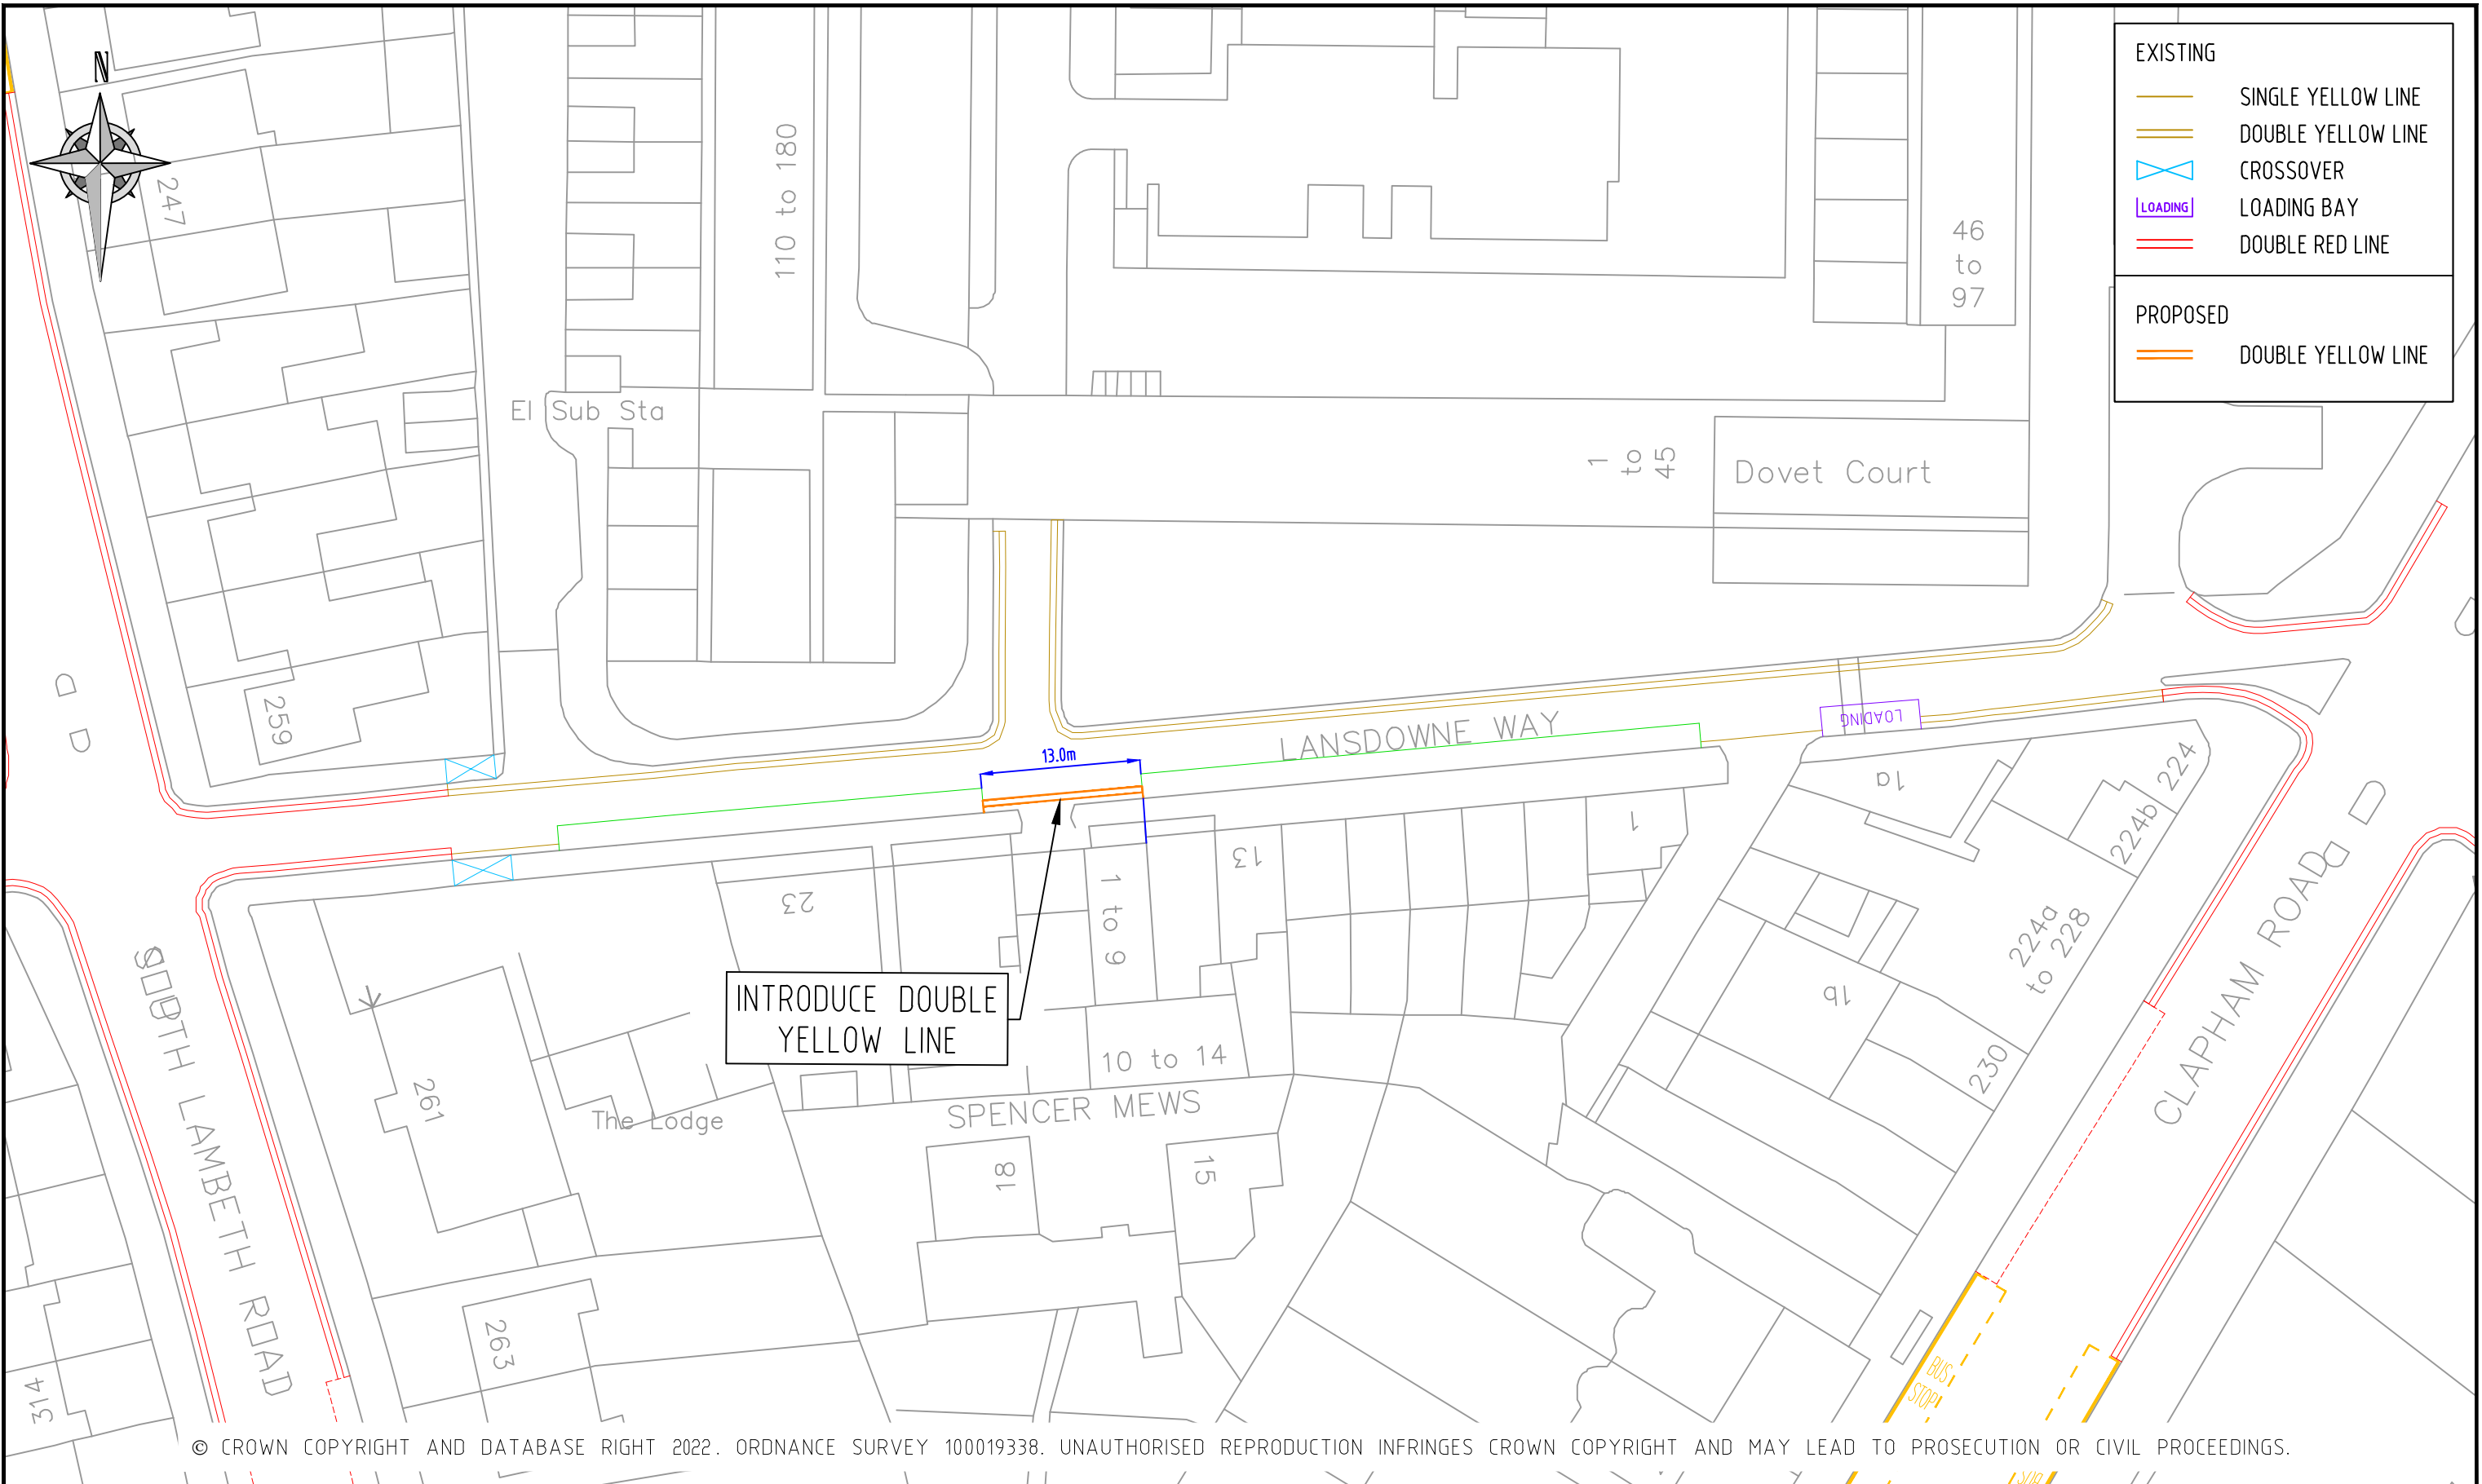 N
EXISTING
SINGLE YELLOW LINE
DOUBLE YELLOW LINE
CROSSOVER
LOADING
LOADING BAY
DOUBLE RED LINE
PROPOSED
DOUBLE YELLOW LINE
247
110 to 180
46
to
97
El Sub Sta
1
to
45
Dovet Court
259
LANSDOWNE WAY
LOADING
13.0m
1a
224
224b
1
13
23
1 to 9
224a
to 228
CLAPHAM ROAD
1b
INTRODUCE DOUBLE
YELLOW LINE
SOUTH LAMBETH ROAD
10 to 14
230
261
The Lodge
SPENCER MEWS
18
15
263
314
BUS
STOP
BUS
© CROWN COPYRIGHT AND DATABASE RIGHT 2022. ORDNANCE SURVEY 100019338. UNAUTHORISED REPRODUCTION INFRINGES CROWN COPYRIGHT AND MAY LEAD TO PROSECUTION OR CIVIL PROCEEDINGS.